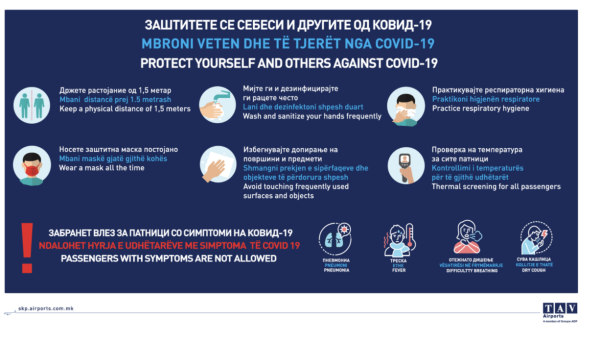 ЗАШТИТЕТЕ СЕ СЕБЕСИ И ДРУГИТЕ ОД КОВИД-19
MBRONI VETEN DHE TË TJERËT NGA COVID-19
PROTECT YOURSELF AND OTHERS AGAINST COVID-19
Држете растојание од 1,5 метар
Mbani distancë prej 1.5 metrash
Keep a physical distance of 1,5 meters
Мијте ги и дезинфицирајте
ги рацете често
Lani dhe dezinfektoni shpesh duart
Wash and sanitize your hands frequently
Практикувајте респираторна хигиена
Praktikoni higjenën respiratore
Practice respiratory hygiene
Носете заштитна маска постојано
Mbani maskë gjatë gjithë kohës
Wear a mask all the time
Избегнувајте допирање на
површини и предмети
Shmangni prekjen e sipërfaqeve dhe
objekteve të përdorura shpesh
Avoid touching frequently used
surfaces and objects
Проверка на температура
за сите патници
Kontrollimi i temperaturës
për të gjithë udhëtarët
Thermal screening for all passengers
! ЗАБРАНЕТ ВЛЕЗ ЗА ПАТНИЦИ СО СИМПТОМИ НА КОВИД-19
NDALOHET HYRJA E UDHËTARËVE ME SIMPTOMA TË COVID 19
PASSENGERS WITH SYMPTOMS ARE NOT ALLOWED
ПНЕВМОНИЈА
PNEUMONI
PNEUMONIA
ТРЕСКА
ETHE
FEVER
ОТЕЖНАТО ДИШЕЊЕ
VËSHTIRËSI NË FRYMËMARRJE
DIFFICULTLY BREATHING
СУВА КАШЛИЦА
KOLLITJE E THATË
DRY COUGH
skp.airports.com.mk
TAV
Airports
A member of Groupe ADP